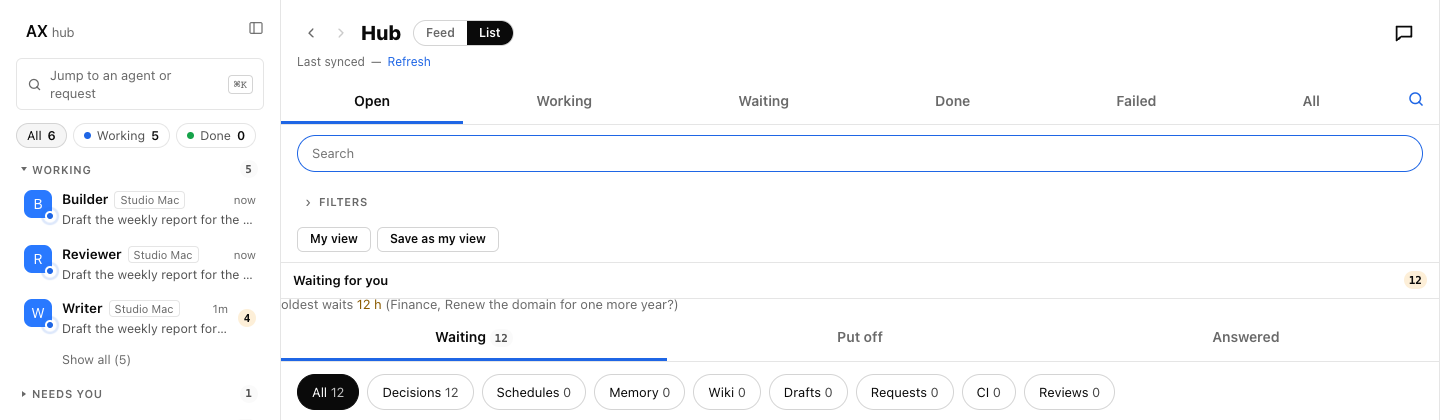 AX hub
Jump to an agent or
request
⌘K
All 6
Working 5
Done 0
WORKING 5
Builder Studio Mac now
Draft the weekly report for the ...
Reviewer Studio Mac now
Draft the weekly report for the ...
Writer Studio Mac 1m
Draft the weekly report for... 4
Show all (5)
NEEDS YOU 1
Hub Feed List
Last synced — Refresh
Open Working Waiting Done Failed All
Search
FILTERS
My view Save as my view
Waiting for you 12
oldest waits 12 h (Finance, Renew the domain for one more year?)
Waiting 12 Put off Answered
All 12 Decisions 12 Schedules 0 Memory 0 Wiki 0 Drafts 0 Requests 0 CI 0 Reviews 0